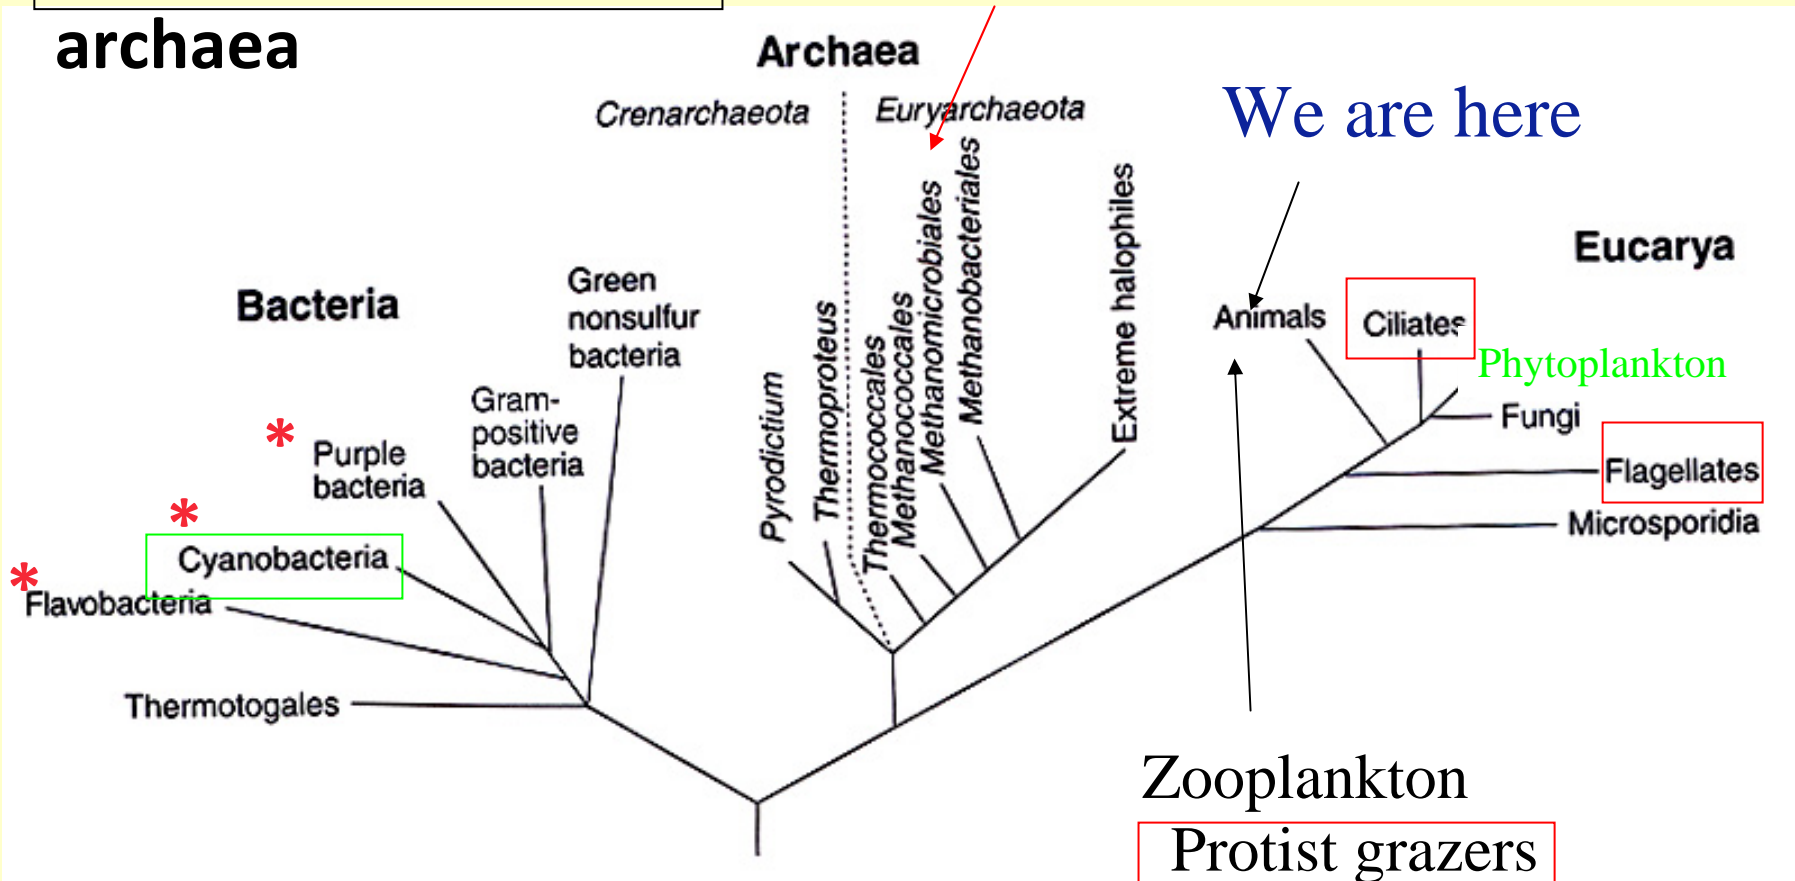 archaea
Archaea
Crenarchaeota
Euryarchaeota
We are here
Bacteria
Eucarya
Green
nonsulfur
bacteria
Gram-
positive
bacteria
*
Purple
bacteria
*
Cyanobacteria
*
Flavobacteria
Thermotogales
Pyrodictium
Thermoproteus
Thermococcales
Methanococcales
Methanomicrobiales
Methanobacteriales
Extreme halophiles
Animals
Ciliates
Phytoplankton
Fungi
Flagellates
Microsporidia
Zooplankton
Protist grazers